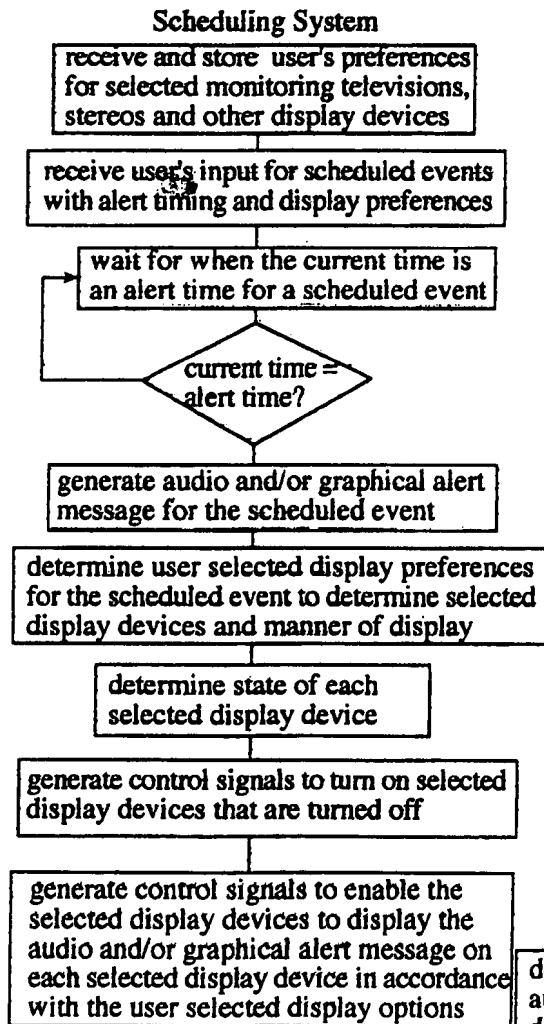 Scheduling System
receive and store user's preferences
for selected monitoring televisions,
stereos and other display devices
receive user's input for scheduled events
with alert timing and display preferences
wait for when the current time is
an alert time for a scheduled event
current time =
alert time?
generate audio and/or graphical alert
message for the scheduled event
determine user selected display preferences
for the scheduled event to determine selected
display devices and manner of display
determine state of each
selected display device
generate control signals to turn on selected
display devices that are turned off
generate control signals to enable the
selected display devices to display the
audio and/or graphical alert message on
each selected display device in accordance
with the user selected display options